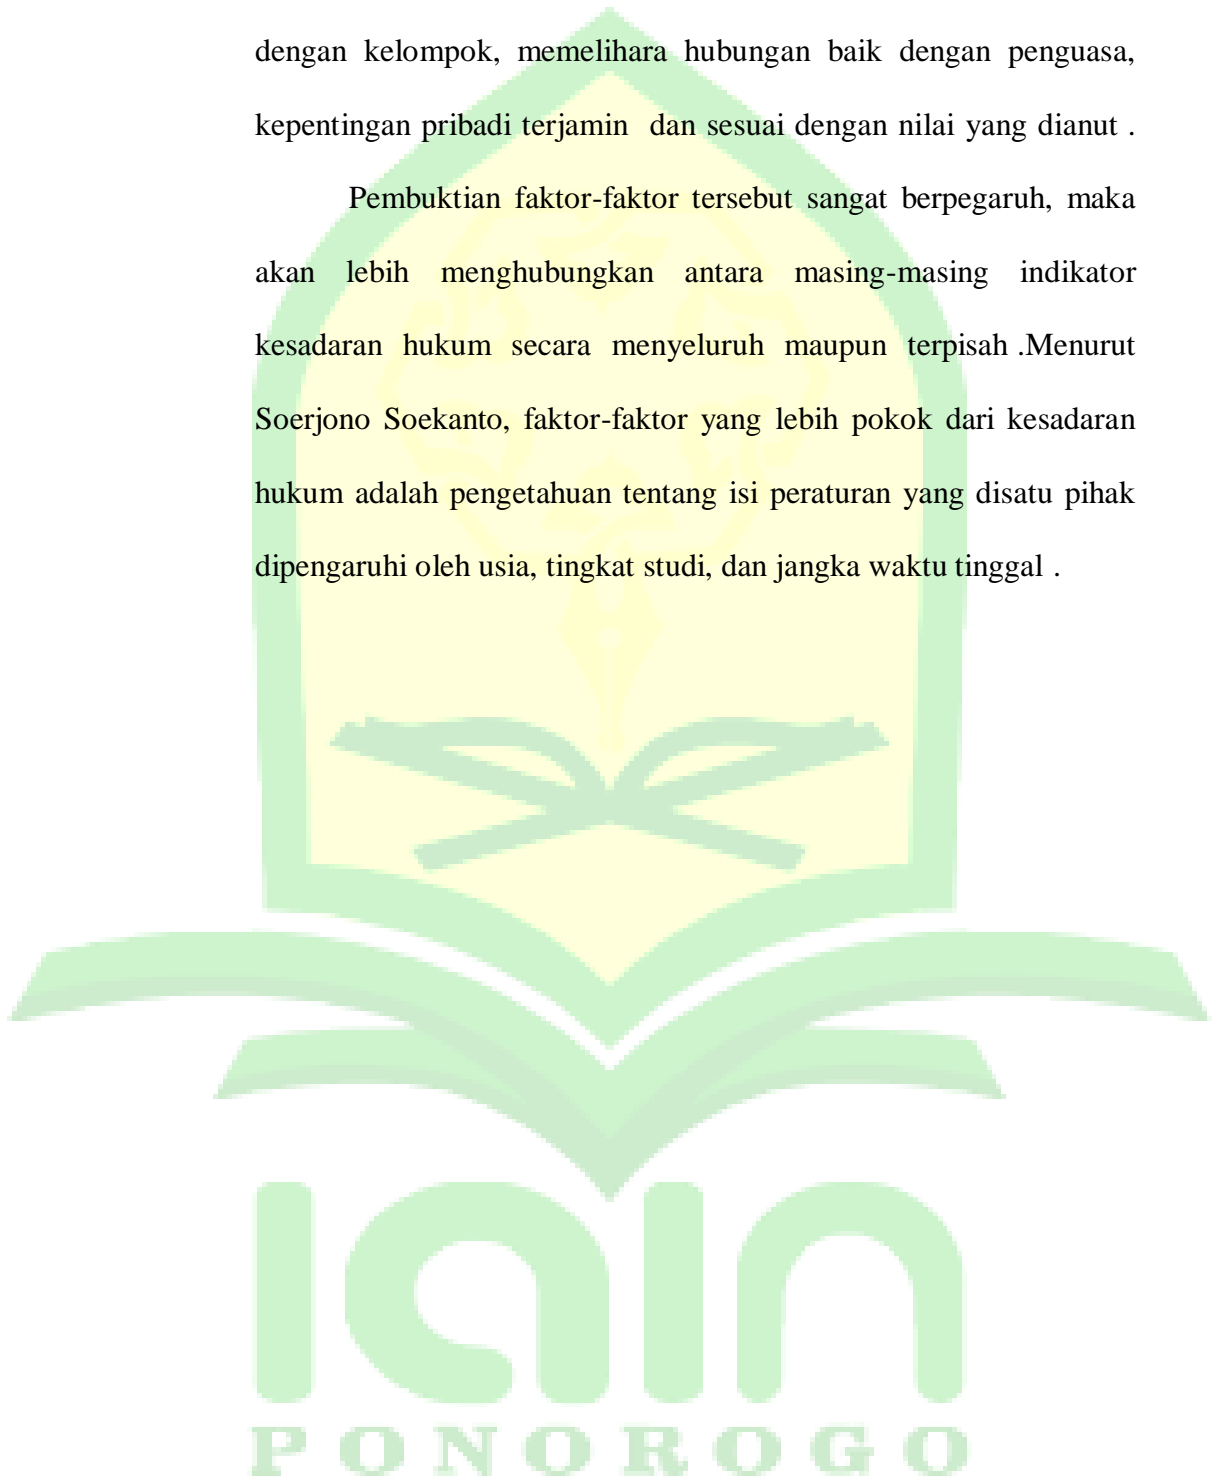 dengan kelompok, memelihara hubungan baik dengan penguasa,
kepentingan pribadi terjamin  dan sesuai dengan nilai yang dianut .
Pembuktian faktor-faktor tersebut sangat berpegaruh, maka
akan lebih menghubungkan antara masing-masing indikator
kesadaran hukum secara menyeluruh maupun terpisah .Menurut
Soerjono Soekanto, faktor-faktor yang lebih pokok dari kesadaran
hukum adalah pengetahuan tentang isi peraturan yang disatu pihak
dipengaruhi oleh usia, tingkat studi, dan jangka waktu tinggal .
iain
PONOROGO